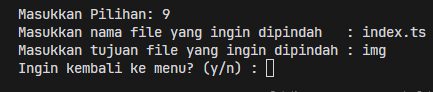 Masukkan Pilihan: 9
Masukkan nama file yang ingin dipindah   : index.ts
Masukkan tujuan file yang ingin dipindah : img
Ingin kembali ke menu? (y/n) :